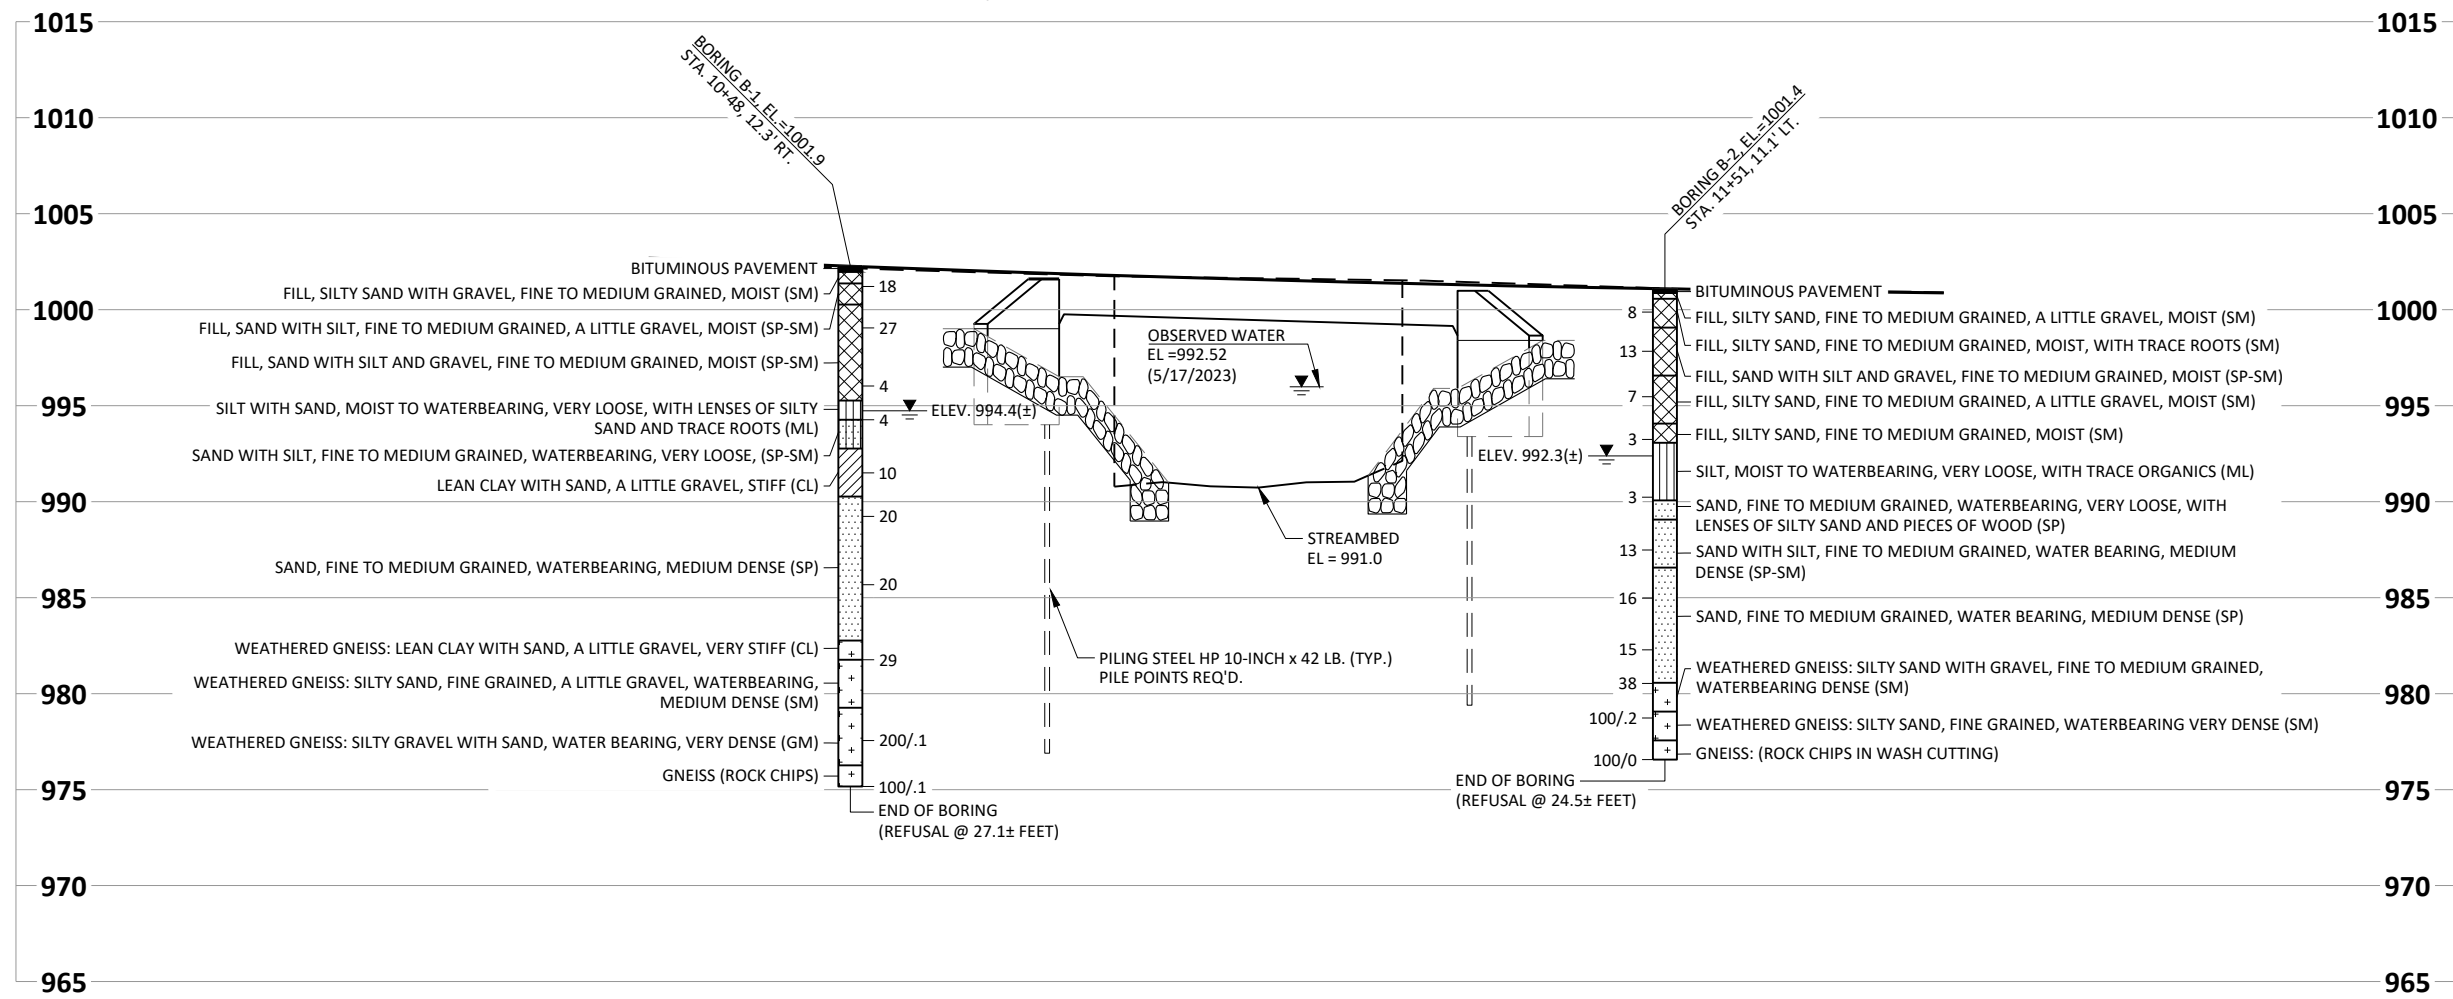 1015
1015
1010
1010
1005
1005
1000
1000
995
995
990
990
985
985
980
980
975
975
970
970
965
965
BORING B-1, EL.=1001.9
STA. 10+48, 12.3' RT.
BITUMINOUS PAVEMENT
FILL, SILTY SAND WITH GRAVEL, FINE TO MEDIUM GRAINED, MOIST (SM)
FILL, SAND WITH SILT, FINE TO MEDIUM GRAINED, A LITTLE GRAVEL, MOIST (SP-SM)
FILL, SAND WITH SILT AND GRAVEL, FINE TO MEDIUM GRAINED, MOIST (SP-SM)
SILT WITH SAND, MOIST TO WATERBEARING, VERY LOOSE, WITH LENSES OF SILTY
SAND AND TRACE ROOTS (ML)
SAND WITH SILT, FINE TO MEDIUM GRAINED, WATERBEARING, VERY LOOSE, (SP-SM)
LEAN CLAY WITH SAND, A LITTLE GRAVEL, STIFF (CL)
SAND, FINE TO MEDIUM GRAINED, WATERBEARING, MEDIUM DENSE (SP)
WEATHERED GNEISS: LEAN CLAY WITH SAND, A LITTLE GRAVEL, VERY STIFF (CL)
WEATHERED GNEISS: SILTY SAND, FINE GRAINED, A LITTLE GRAVEL, WATERBEARING,
MEDIUM DENSE (SM)
WEATHERED GNEISS: SILTY GRAVEL WITH SAND, WATER BEARING, VERY DENSE (GM)
GNEISS (ROCK CHIPS)
18
27
4
4
10
20
20
29
200/.1
100/.1
ELEV. 994.4(±)
END OF BORING
(REFUSAL @ 27.1± FEET)
OBSERVED WATER
EL =992.52
(5/17/2023)
STREAMBED
EL = 991.0
PILING STEEL HP 10-INCH x 42 LB. (TYP.)
PILE POINTS REQ'D.
BORING B-2, EL.=1001.4
STA. 11+51, 11.1' LT.
8
13
7
3
3
13
16
15
38
100/.2
100/0
ELEV. 992.3(±)
END OF BORING
(REFUSAL @ 24.5± FEET)
BITUMINOUS PAVEMENT
FILL, SILTY SAND, FINE TO MEDIUM GRAINED, A LITTLE GRAVEL, MOIST (SM)
FILL, SILTY SAND, FINE TO MEDIUM GRAINED, MOIST, WITH TRACE ROOTS (SM)
FILL, SAND WITH SILT AND GRAVEL, FINE TO MEDIUM GRAINED, MOIST (SP-SM)
FILL, SILTY SAND, FINE TO MEDIUM GRAINED, A LITTLE GRAVEL, MOIST (SM)
FILL, SILTY SAND, FINE TO MEDIUM GRAINED, MOIST (SM)
SILT, MOIST TO WATERBEARING, VERY LOOSE, WITH TRACE ORGANICS (ML)
SAND, FINE TO MEDIUM GRAINED, WATERBEARING, VERY LOOSE, WITH
LENSES OF SILTY SAND AND PIECES OF WOOD (SP)
SAND WITH SILT, FINE TO MEDIUM GRAINED, WATER BEARING, MEDIUM
DENSE (SP-SM)
SAND, FINE TO MEDIUM GRAINED, WATER BEARING, MEDIUM DENSE (SP)
WEATHERED GNEISS: SILTY SAND WITH GRAVEL, FINE TO MEDIUM GRAINED,
WATERBEARING DENSE (SM)
WEATHERED GNEISS: SILTY SAND, FINE GRAINED, WATERBEARING VERY DENSE (SM)
GNEISS: (ROCK CHIPS IN WASH CUTTING)